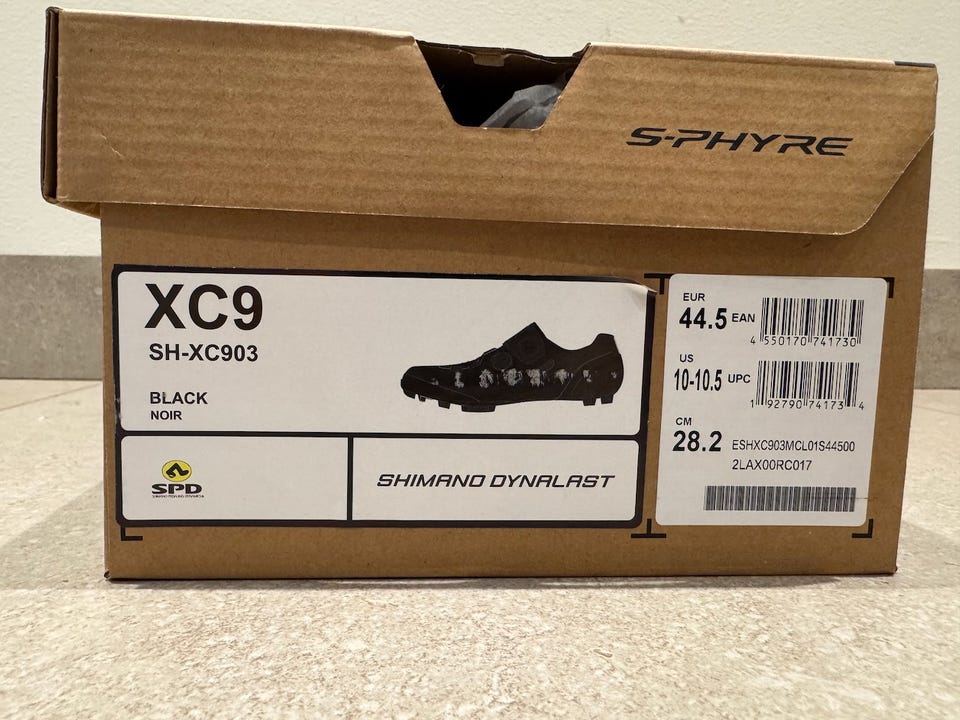 S-PHYRE
XC9
SH-XC903
BLACK
NOIR
SPD
SHIMANO DYNALAST
EUR
44.5 EAN
4 550170 741730
US
10-10.5 UPC
1 92790 74173 4
CM
28.2
ESHXC903MCL01S44500
2LAX00RC017